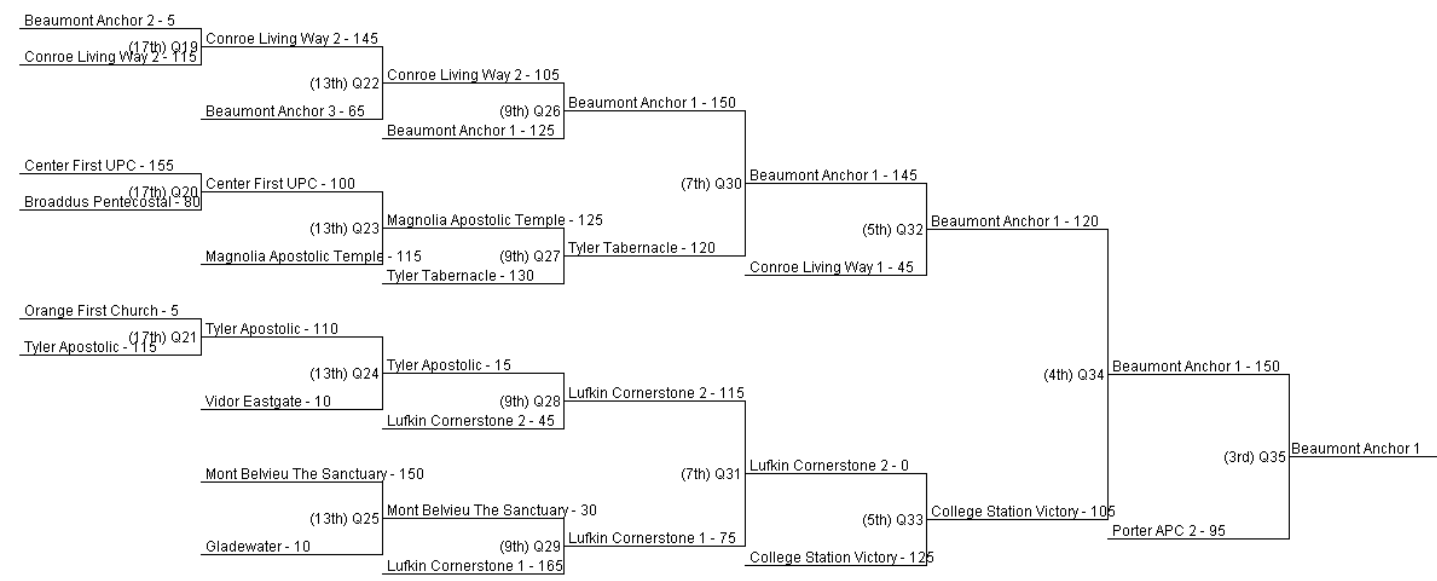 Beaumont Anchor 2 - 5
(17th) Q19
Conroe Living Way 2 - 115
Conroe Living Way 2 - 145
(13th) Q22
Beaumont Anchor 3 - 65
Conroe Living Way 2 - 105
(9th) Q26
Beaumont Anchor 1 - 125
Beaumont Anchor 1 - 150
Center First UPC - 155
(17th) Q20
Broaddus Pentecostal - 80
Center First UPC - 100
(13th) Q23
Magnolia Apostolic Temple - 115
Magnolia Apostolic Temple - 125
(9th) Q27
Tyler Tabernacle - 130
Tyler Tabernacle - 120
(7th) Q30
Beaumont Anchor 1 - 145
(5th) Q32
Conroe Living Way 1 - 45
Beaumont Anchor 1 - 120
Orange First Church - 5
(17th) Q21
Tyler Apostolic - 115
Tyler Apostolic - 110
(13th) Q24
Vidor Eastgate - 10
Tyler Apostolic - 15
(9th) Q28
Lufkin Cornerstone 2 - 45
Lufkin Cornerstone 2 - 115
Mont Belvieu The Sanctuary - 150
(13th) Q25
Gladewater - 10
Mont Belvieu The Sanctuary - 30
(9th) Q29
Lufkin Cornerstone 1 - 165
Lufkin Cornerstone 1 - 75
(7th) Q31
Lufkin Cornerstone 2 - 0
(5th) Q33
College Station Victory - 125
College Station Victory - 105
(4th) Q34
Beaumont Anchor 1 - 150
(3rd) Q35
Porter APC 2 - 95
Beaumont Anchor 1